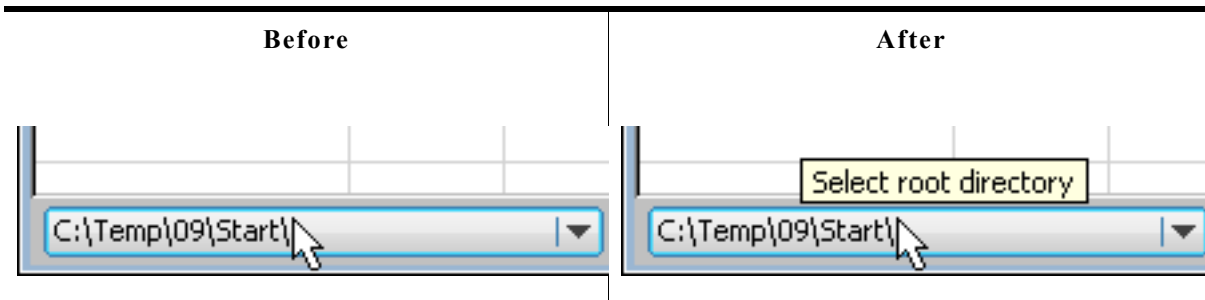 Before
After
C:\Temp\09\Start\
Select root directory
C:\Temp\09\Start\